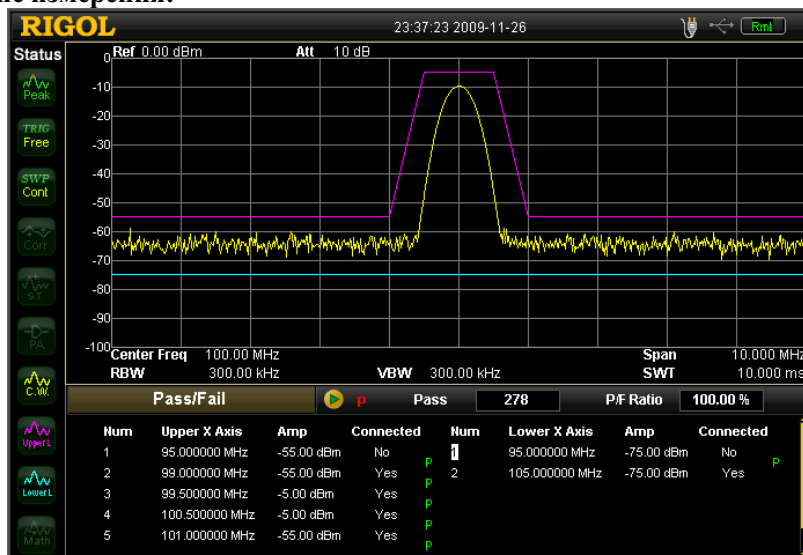 ие измерения.
RIGOL 23:37:23 2009-11-26 Rmt
Status
Ref 0.00 dBm Att 10 dB
0
-10
-20
-30
-40
-50
-60
-70
-80
-90
-100
Peak
TRIG
Free
SWP
Cont
Corr
S.T.
PA
C.W.
UpperL
LowerL
Math
Center Freq 100.00 MHz Span 10.000 MHz
RBW 300.00 kHz VBW 300.00 kHz SWT 10.000 ms
Pass/Fail P Pass 278 P/F Ratio 100.00 %
Num Upper X Axis Amp Connected Num Lower X Axis Amp Connected
1 95.000000 MHz -55.00 dBm No P 1 95.000000 MHz -75.00 dBm No P
2 99.000000 MHz -55.00 dBm Yes P 2 105.000000 MHz -75.00 dBm Yes
3 99.500000 MHz -5.00 dBm Yes P
4 100.500000 MHz -5.00 dBm Yes P
5 101.000000 MHz -55.00 dBm Yes P